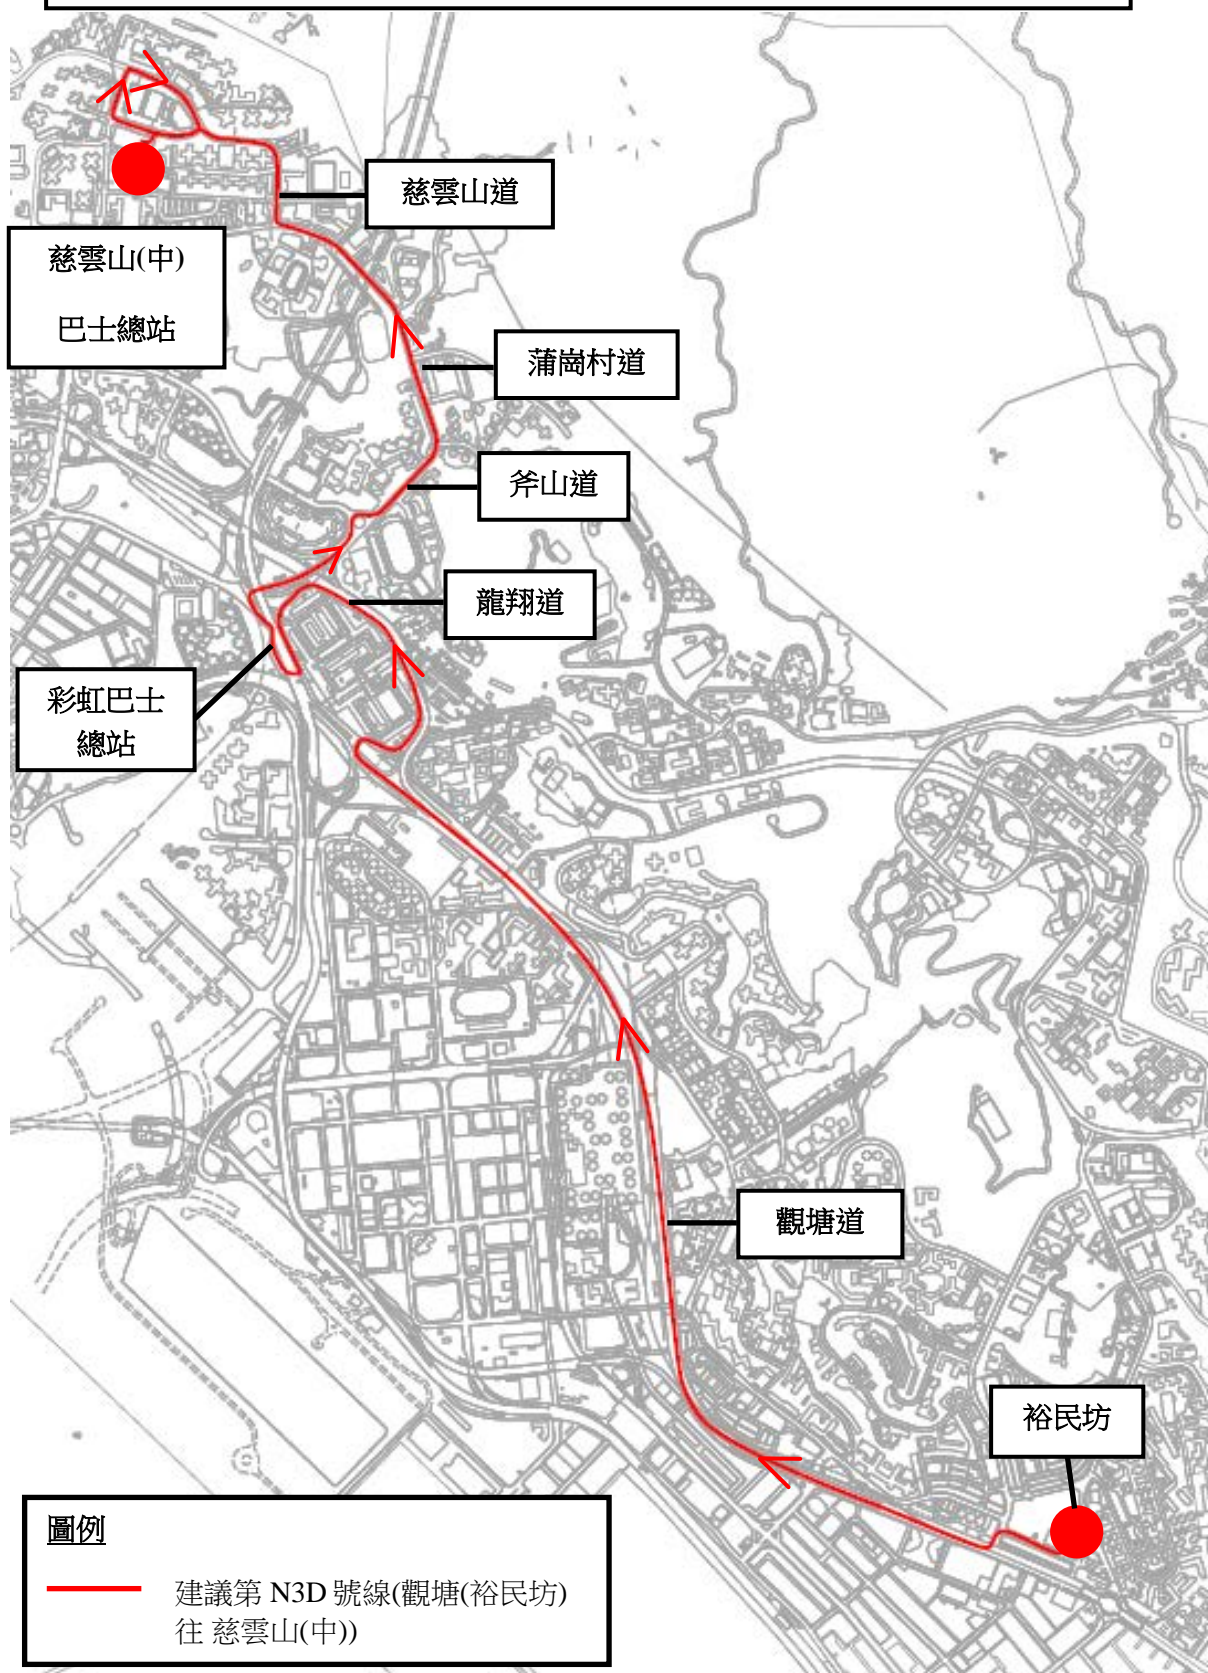 慈雲山道
慈雲山(中)
巴士總站
蒲崗村道
斧山道
龍翔道
彩虹巴士
總站
觀塘道
裕民坊
圖例
建議第 N3D 號線(觀塘(裕民坊)
往 慈雲山(中))